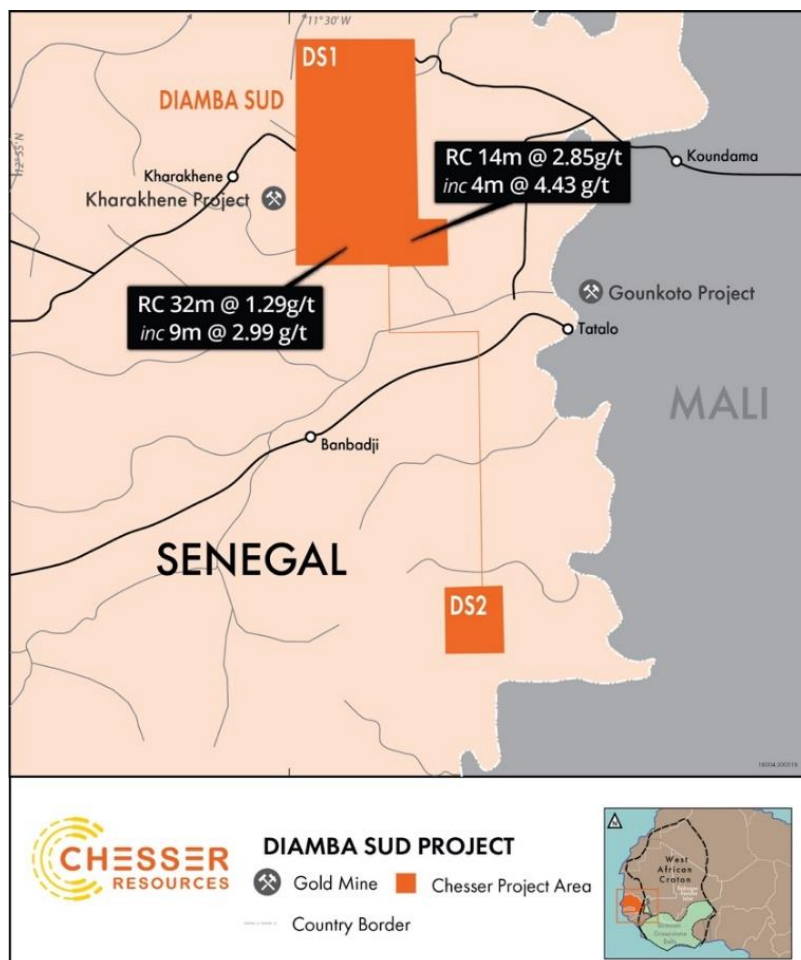 11°30' W
DS1
DIAMBA SUD
12°55' N
RC 14m @ 2.85g/t
inc 4m @ 4.43 g/t
Koundama
Kharakhene
Kharakhene Project
RC 32m @ 1.29g/t
inc 9m @ 2.99 g/t
Gounkoto Project
Tatalo
MALI
Banbadji
SENEGAL
DS2
CHESSER
RESOURCES
DIAMBA SUD PROJECT
Gold Mine
Chesser Project Area
Country Border
N
West
African
Craton